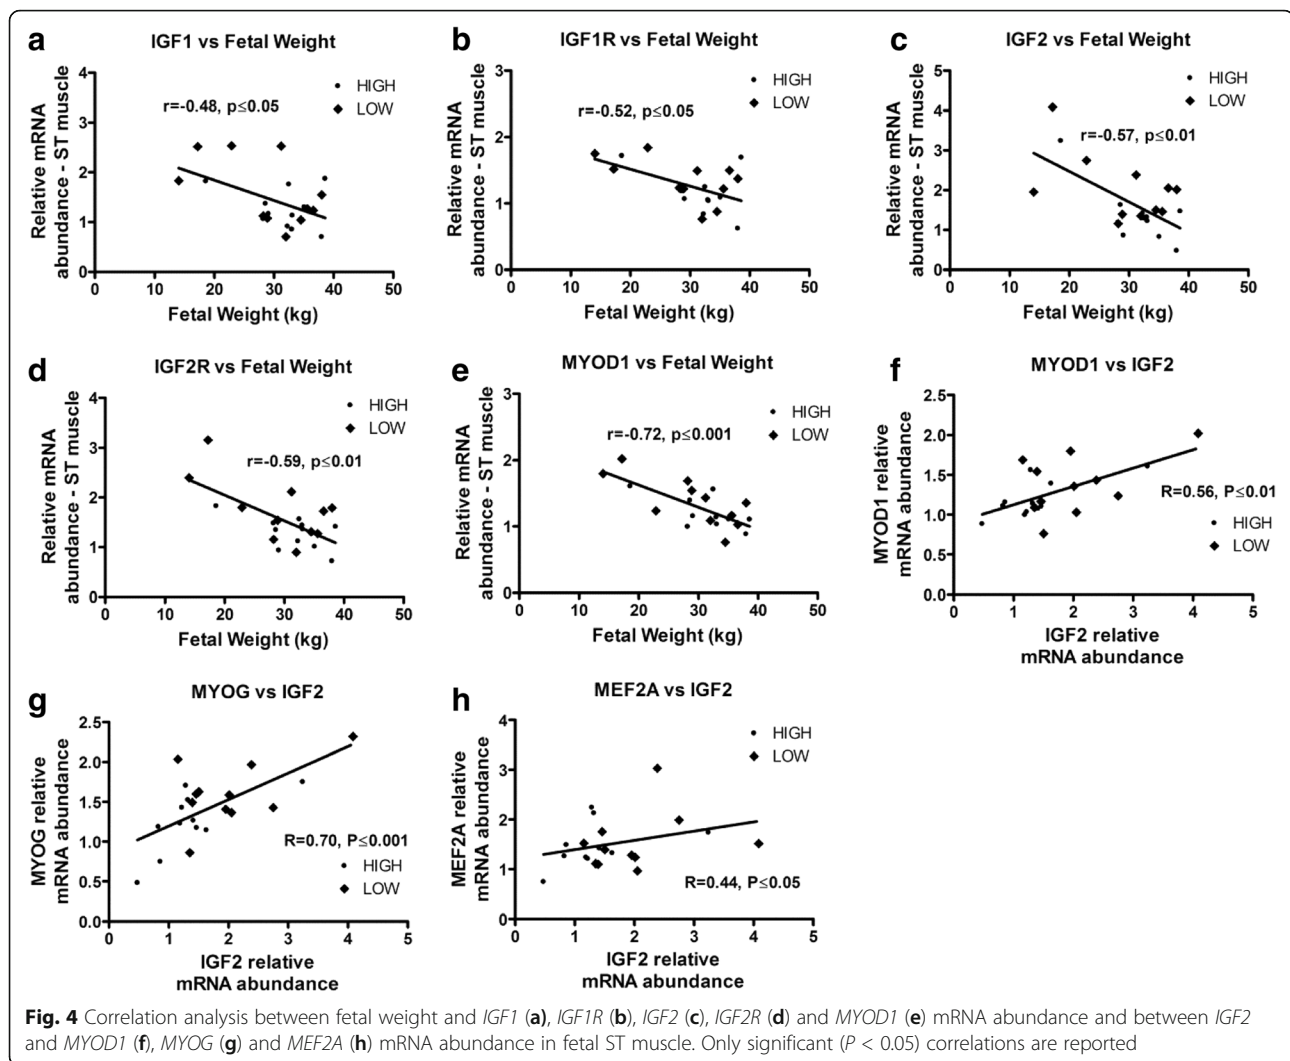 a
IGF1 vs Fetal Weight
Relative mRNA
abundance - ST muscle
4
3
2
1
0
r=-0.48, p≤0.05
HIGH
LOW
0 10 20 30 40 50
Fetal Weight (kg)
b
IGF1R vs Fetal Weight
Relative mRNA
abundance - ST muscle
3
2
1
0
r=-0.52, p≤0.05
HIGH
LOW
0 10 20 30 40 50
Fetal Weight (kg)
c
IGF2 vs Fetal Weight
Relative mRNA
abundance - ST muscle
5
4
3
2
1
0
r=-0.57, p≤0.01
HIGH
LOW
0 10 20 30 40 50
Fetal Weight (kg)
d
IGF2R vs Fetal Weight
Relative mRNA
abundance - ST muscle
4
3
2
1
0
r=-0.59, p≤0.01
HIGH
LOW
0 10 20 30 40 50
Fetal Weight (kg)
e
MYOD1 vs Fetal Weight
Relative mRNA
abundance - ST muscle
3
2
1
0
r=-0.72, p≤0.001
HIGH
LOW
0 10 20 30 40 50
Fetal Weight (kg)
f
MYOD1 vs IGF2
MYOD1 relative
mRNA abundance
2.5
2.0
1.5
1.0
0.5
0.0
R=0.56, P≤0.01
HIGH
LOW
0 1 2 3 4 5
IGF2 relative
mRNA abundance
g
MYOG vs IGF2
MYOG relative
mRNA abundance
2.5
2.0
1.5
1.0
0.5
0.0
R=0.70, P≤0.001
HIGH
LOW
0 1 2 3 4 5
IGF2 relative
mRNA abundance
h
MEF2A vs IGF2
MEF2A relative
mRNA abundance
4
3
2
1
0
HIGH
LOW
R=0.44, P≤0.05
0 1 2 3 4 5
IGF2 relative
mRNA abundance
Fig. 4 Correlation analysis between fetal weight and IGF1 (a), IGF1R (b), IGF2 (c), IGF2R (d) and MYOD1 (e) mRNA abundance and between IGF2
and MYOD1 (f), MYOG (g) and MEF2A (h) mRNA abundance in fetal ST muscle. Only significant (P < 0.05) correlations are reported